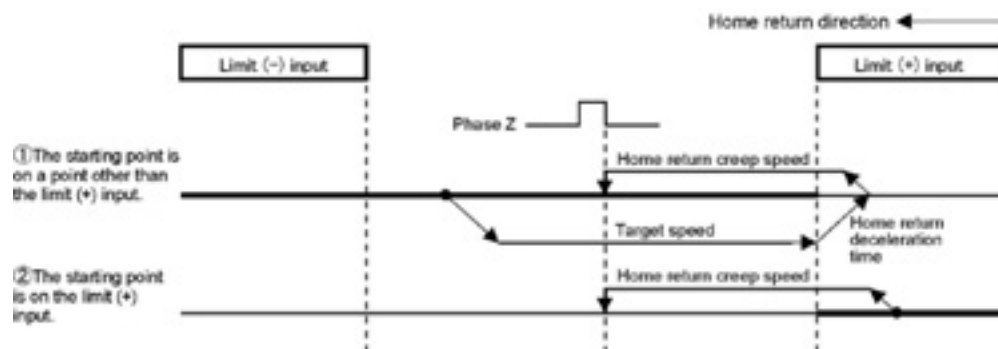 Home return direction
Limit (−) input
Limit (+) input
Phase Z
①The starting point is
on a point other than
the limit (+) input.
Home return creep speed
Target speed
Home return
deceleration
time
②The starting point
is on the limit (+)
input.
Home return creep speed